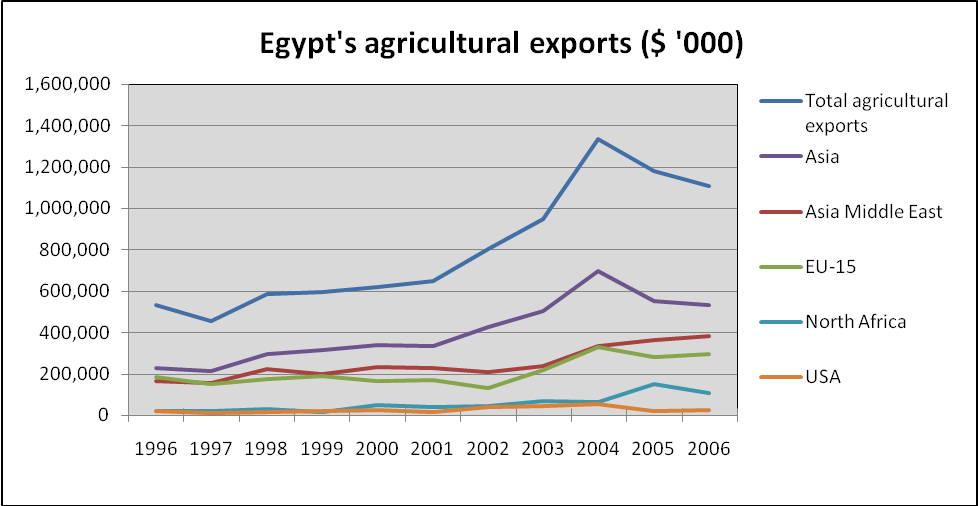 Egypt's agricultural exports ($ '000)
1,600,000
1,400,000
1,200,000
1,000,000
800,000
600,000
400,000
200,000
0
1996 1997 1998 1999 2000 2001 2002 2003 2004 2005 2006
Total agricultural
exports
Asia
Asia Middle East
EU-15
North Africa
USA